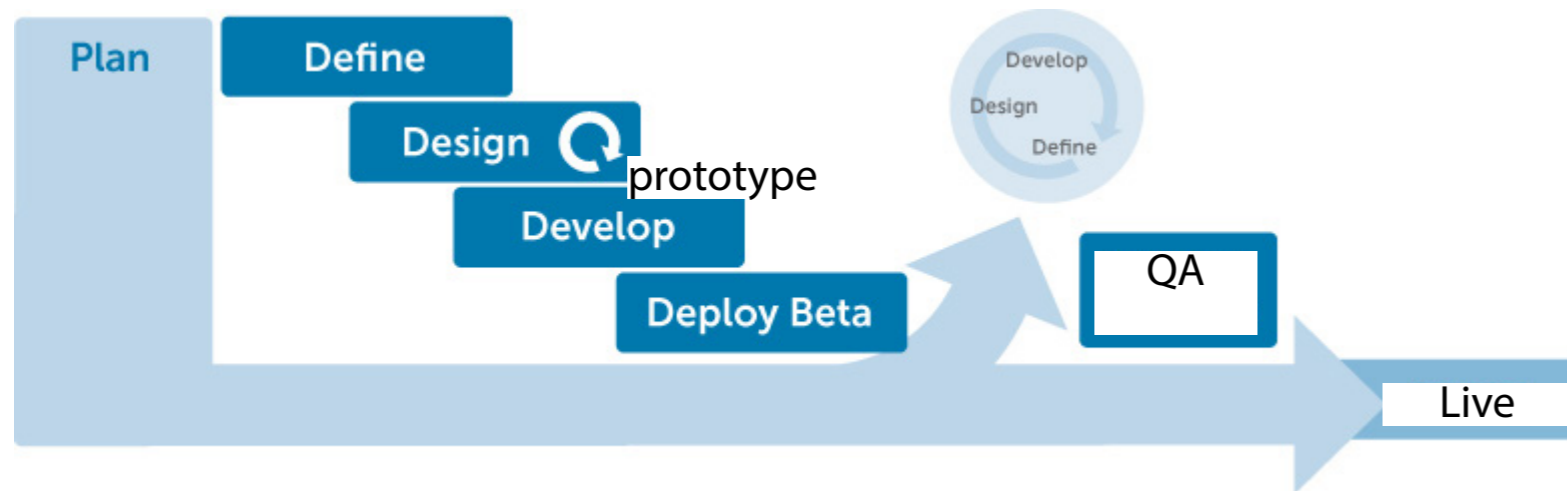 Plan
Define
Design
prototype
Develop
Deploy Beta
Develop
Design
Define
QA
Live